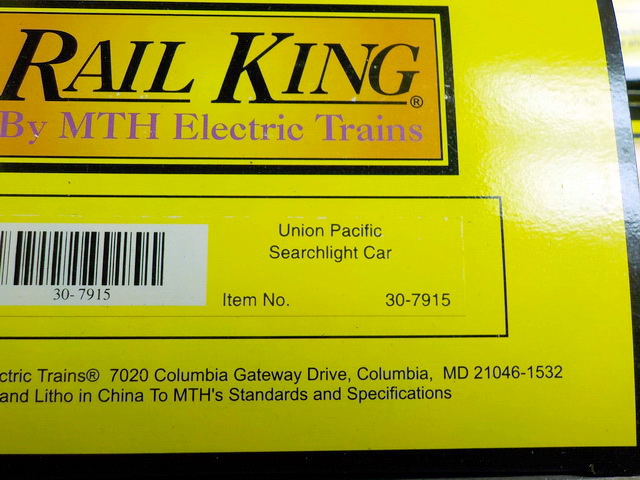 RAIL KING®
By MTH Electric Trains
Union Pacific
Searchlight Car
30-7915
Item No. 30-7915
ctric Trains® 7020 Columbia Gateway Drive, Columbia, MD 21046-1532
and Litho in China To MTH's Standards and Specifications